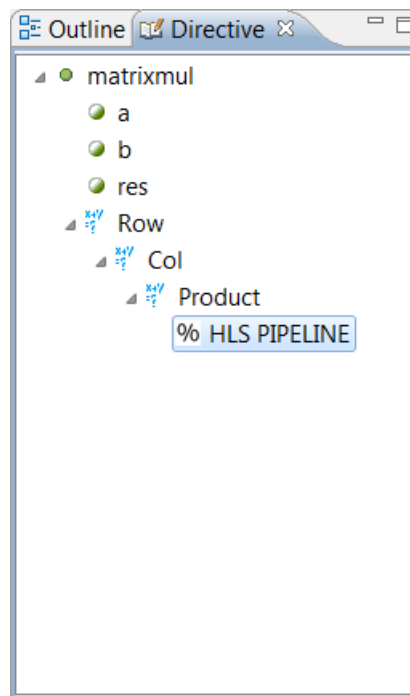 Outline Directive
matrixmul
a
b
res
Row
Col
Product
% HLS PIPELINE